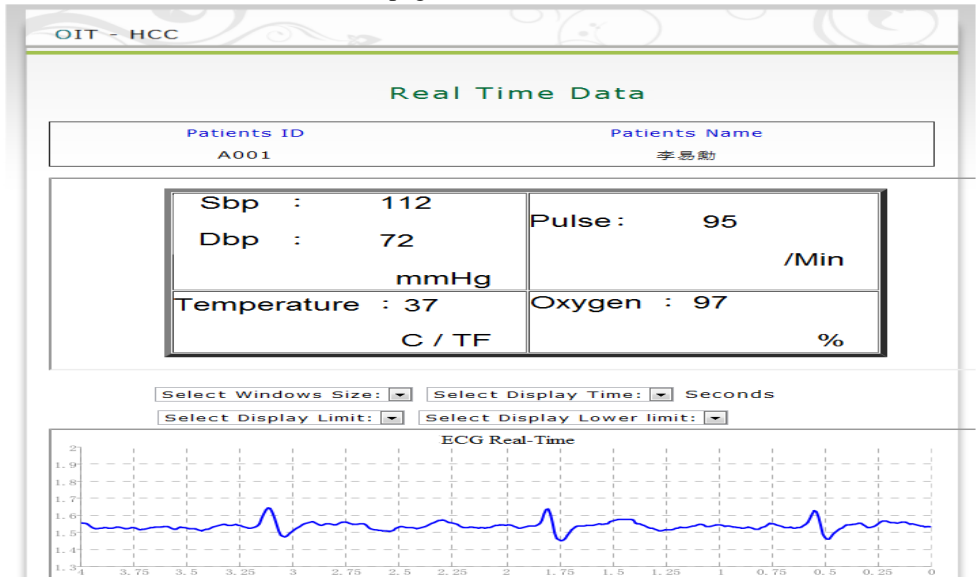 OIT - HCC
Real Time Data
Patients ID Patients Name
A001 李易勳
Sbp : 112
Dbp : 72
mmHg
Pulse: 95
/Min
Temperature : 37
C / TF
Oxygen : 97
%
Select Windows Size: Select Display Time: Seconds
Select Display Limit: Select Display Lower limit:
ECG Real-Time
2
1.9
1.8
1.7
1.6
1.5
1.4
1.3
4 3.75 3.5 3.25 3 2.75 2.5 2.25 2 1.75 1.5 1.25 1 0.75 0.5 0.25 0